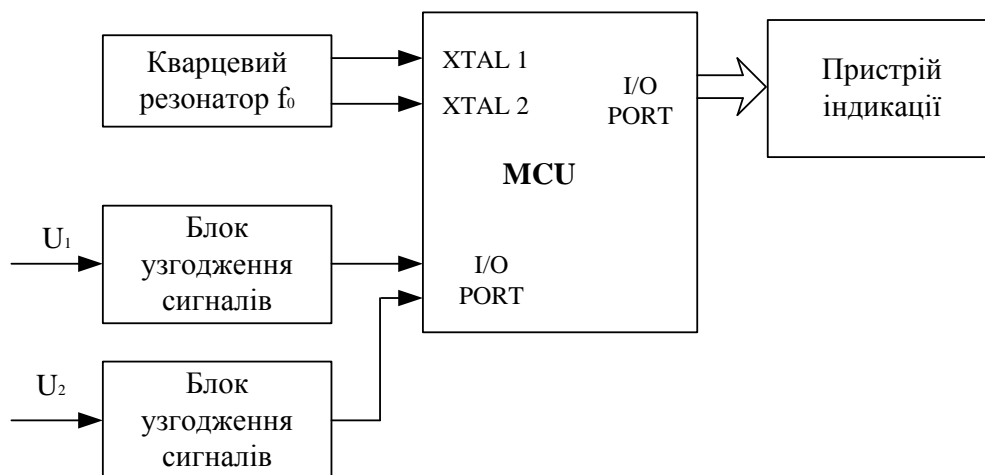 Кварцевий
резонатор f₀
XTAL 1
XTAL 2
I/O
PORT
MCU
Пристрій
індикації
U₁
Блок
узгодження
сигналів
I/O
PORT
U₂
Блок
узгодження
сигналів